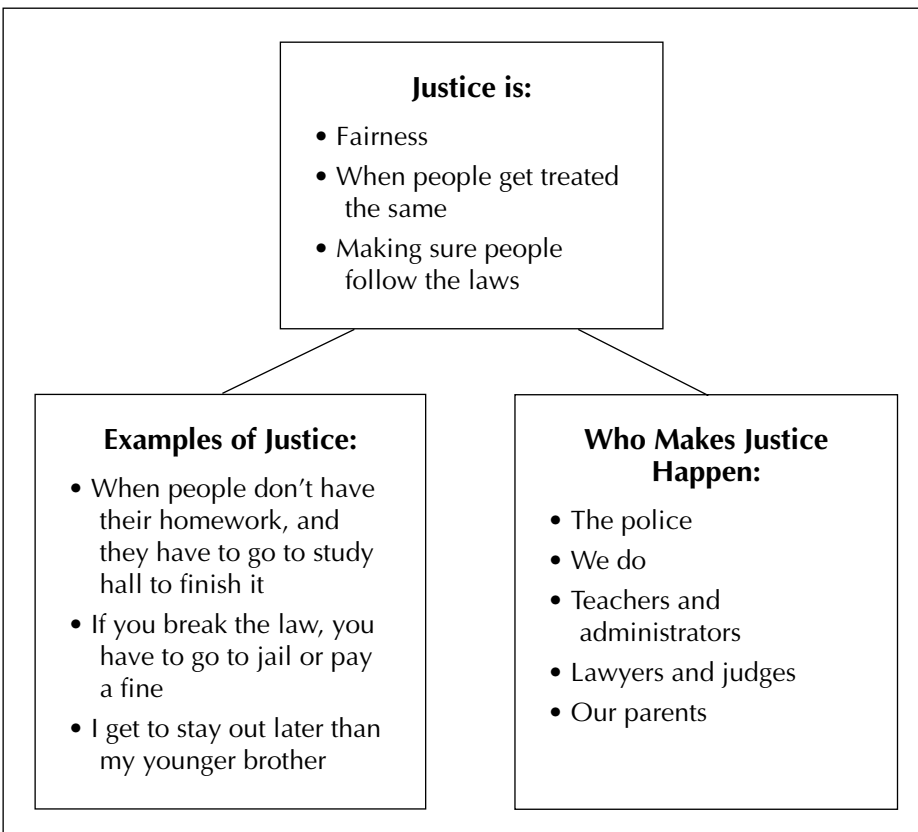 Justice is:
• Fairness
• When people get treated
the same
• Making sure people
follow the laws
Examples of Justice:
• When people don’t have
their homework, and
they have to go to study
hall to finish it
• If you break the law, you
have to go to jail or pay
a fine
• I get to stay out later than
my younger brother
Who Makes Justice
Happen:
• The police
• We do
• Teachers and
administrators
• Lawyers and judges
• Our parents